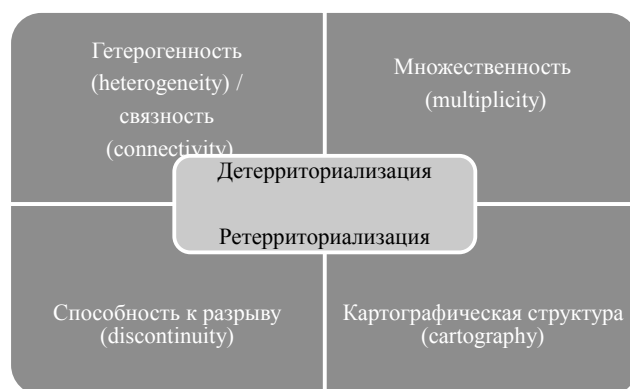 Гетерогенность
(heterogeneity) /
связность
(connectivity)
Множественность
(multiplicity)
Детерриториализация
Ретерриториализация
Способность к разрыву
(discontinuity)
Картографическая структура
(cartography)